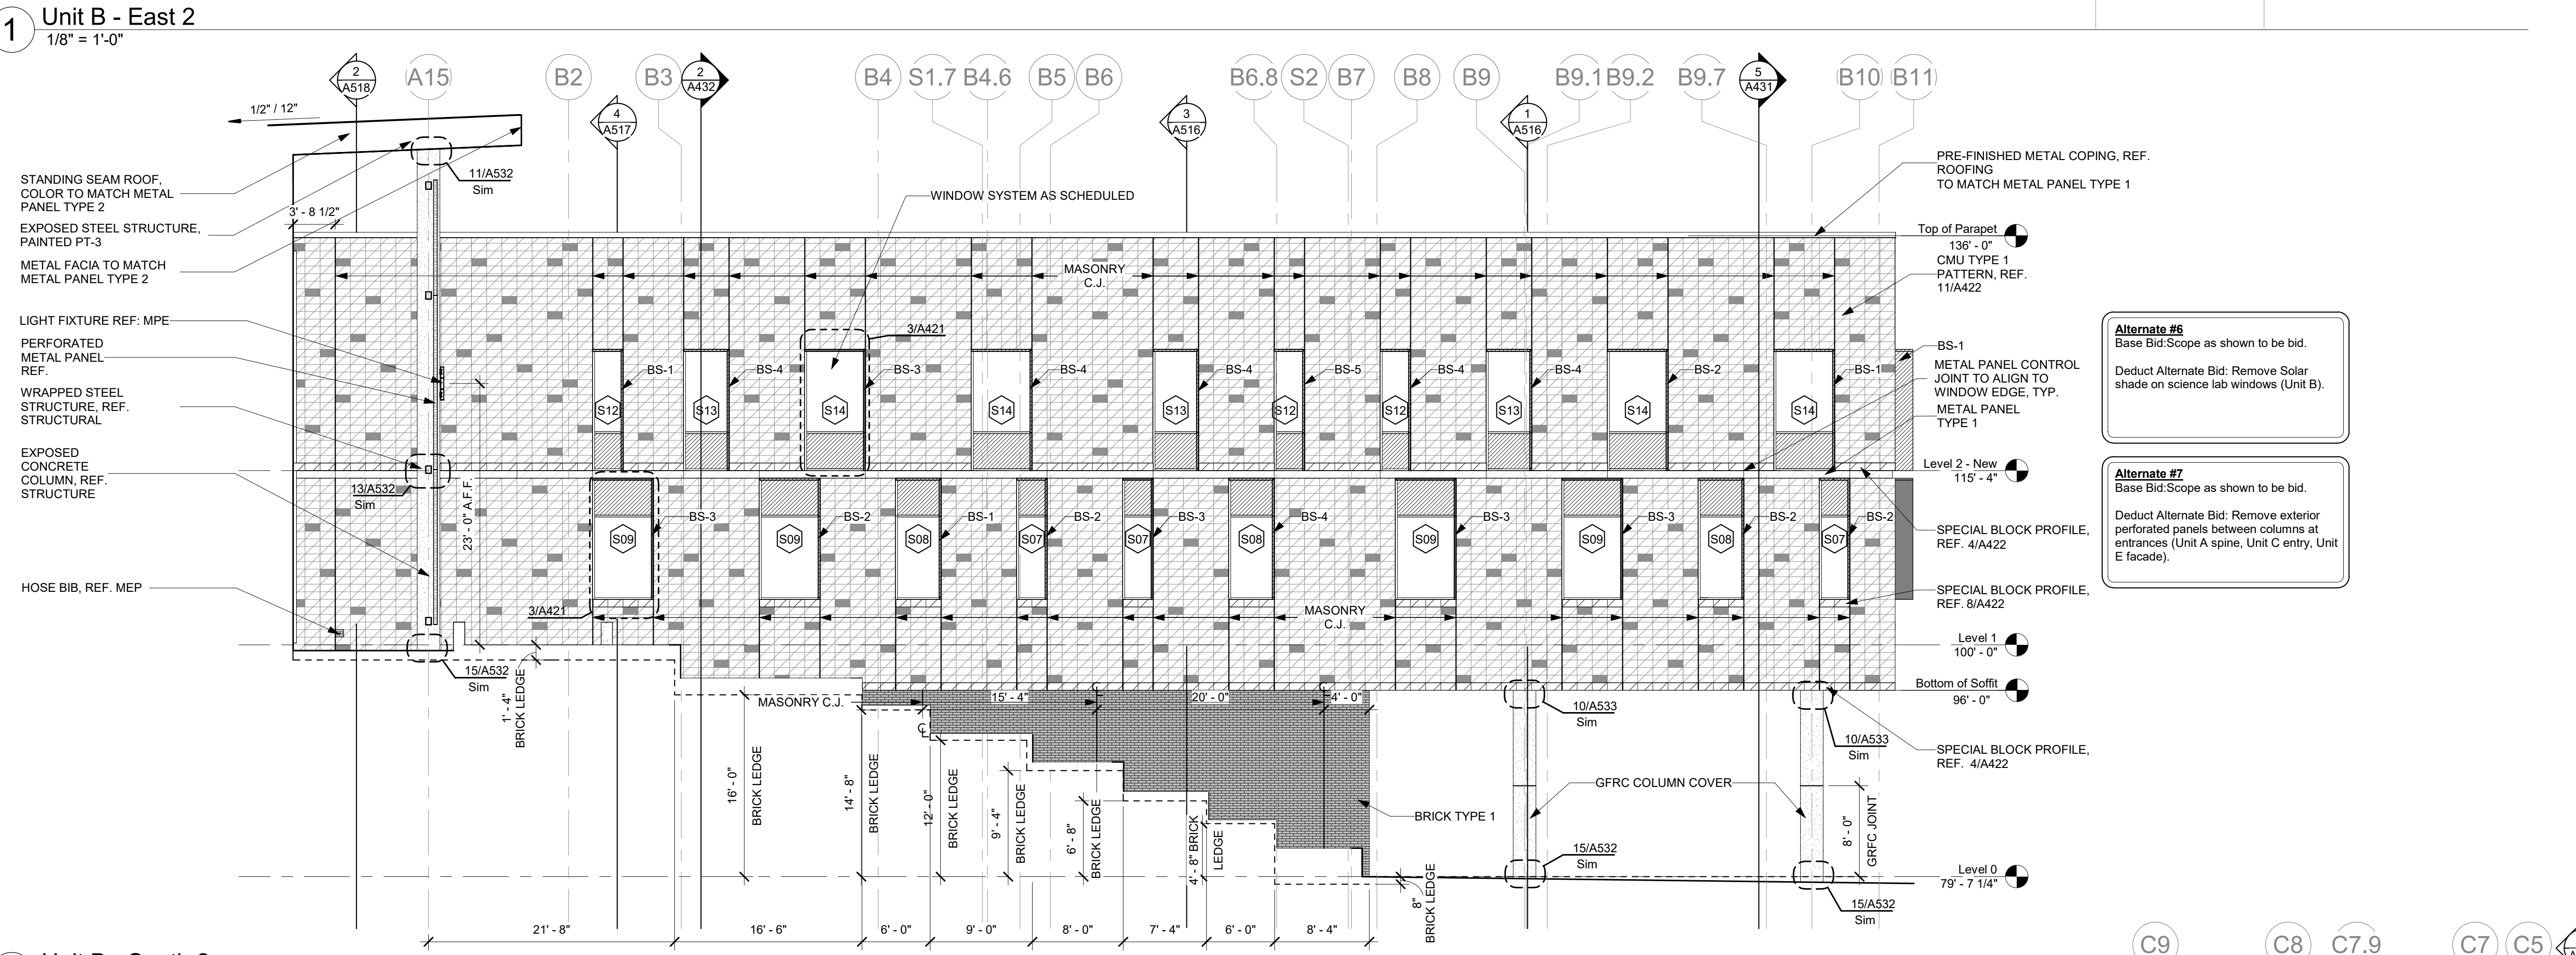 1
Unit B - East 2
1/8" = 1'-0"
2
A518
A15
B2
B3
2
A432
B4
S1.7
B4.6
B5
B6
B6.8
S2
B7
B8
B9
B9.1
B9.2
B9.7
5
A431
B10
B11
4
A517
3
A516
1
A516
1/2" / 12"
11/A532
Sim
STANDING SEAM ROOF,
COLOR TO MATCH METAL
PANEL TYPE 2
3' - 8 1/2"
EXPOSED STEEL STRUCTURE,
PAINTED PT-3
METAL FACIA TO MATCH
METAL PANEL TYPE 2
LIGHT FIXTURE REF: MPE
PERFORATED
METAL PANEL
REF.
WRAPPED STEEL
STRUCTURE, REF.
STRUCTURAL
EXPOSED
CONCRETE
COLUMN, REF.
STRUCTURE
HOSE BIB, REF. MEP
13/A532
Sim
23' - 0" A.F.F.
15/A532
Sim
WINDOW SYSTEM AS SCHEDULED
MASONRY
C.J.
3/A421
BS-1
BS-4
BS-3
BS-4
BS-4
BS-5
BS-4
BS-4
BS-2
BS-1
S12
S13
S14
S14
S13
S12
S12
S13
S14
S14
BS-3
BS-2
BS-1
BS-2
BS-3
BS-4
BS-3
BS-3
BS-2
BS-2
S09
S09
S08
S07
S07
S08
S09
S09
S08
S07
3/A421
MASONRY
C.J.
PRE-FINISHED METAL COPING, REF.
ROOFING
TO MATCH METAL PANEL TYPE 1
Top of Parapet
136' - 0"
CMU TYPE 1
PATTERN, REF.
11/A422
BS-1
METAL PANEL CONTROL
JOINT TO ALIGN TO
WINDOW EDGE, TYP.
METAL PANEL
TYPE 1
Level 2 - New
115' - 4"
SPECIAL BLOCK PROFILE,
REF. 4/A422
SPECIAL BLOCK PROFILE,
REF. 8/A422
Level 1
100' - 0"
Bottom of Soffit
96' - 0"
SPECIAL BLOCK PROFILE,
REF. 4/A422
Level 0
79' - 7 1/4"
Alternate #6
Base Bid:Scope as shown to be bid.
Deduct Alternate Bid: Remove Solar
shade on science lab windows (Unit B).
Alternate #7
Base Bid:Scope as shown to be bid.
Deduct Alternate Bid: Remove exterior
perforated panels between columns at
entrances (Unit A spine, Unit C entry, Unit
E facade).
1' - 4"
BRICK LEDGE
MASONRY C.J.
15' - 4"
20' - 0"
4' - 0"
16' - 0"
BRICK LEDGE
14' - 8"
BRICK LEDGE
12' - 0"
BRICK LEDGE
9' - 4"
BRICK LEDGE
6' - 8"
BRICK LEDGE
4' - 8" BRICK
LEDGE
8"
BRICK LEDGE
BRICK TYPE 1
10/A533
Sim
GFRC COLUMN COVER
10/A533
Sim
8' - 0"
GRFC JOINT
15/A532
Sim
15/A532
Sim
21' - 8"
16' - 6"
6' - 0"
9' - 0"
8' - 0"
7' - 4"
6' - 0"
8' - 4"
C9
C8
C7.9
C7
C5